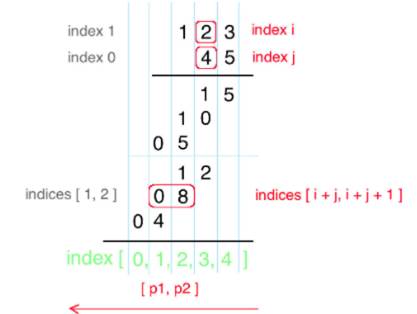 index 1 1 2 3 index i
index 0 4 5 index j
1 5
1 0
0 5
1 2
indices [ 1, 2 ] 0 8 indices [ i + j, i + j + 1 ]
0 4
index [ 0, 1, 2, 3, 4 ]
[ p1, p2 ]